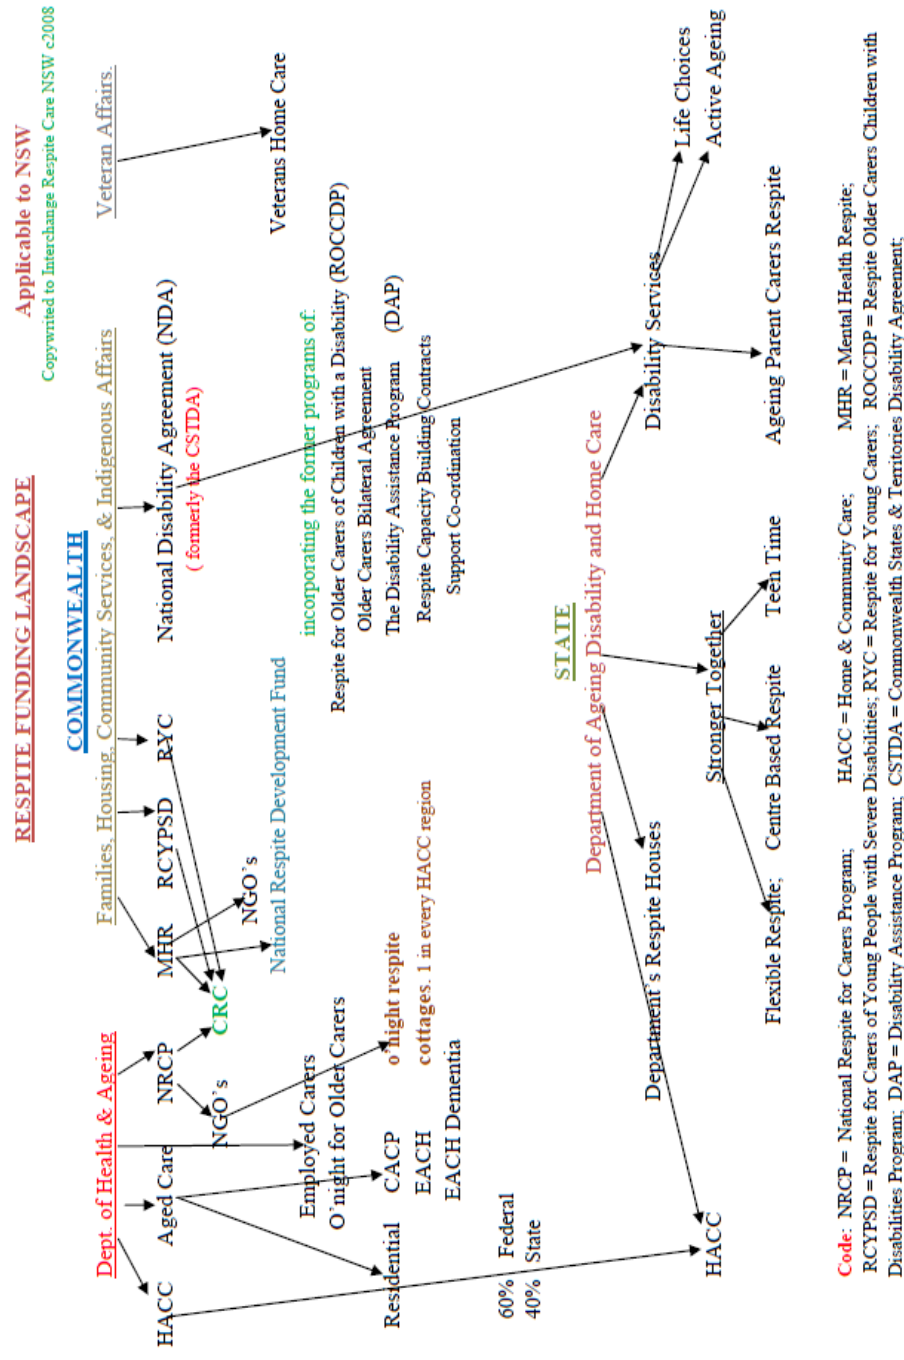 RESPITE FUNDING LANDSCAPE Applicable to NSW
Copywrited to Interchange Respite Care NSW c2008
COMMONWEALTH
Dept. of Health & Ageing Families, Housing, Community Services, & Indigenous Affairs Veteran Affairs.
HACC Aged Care NRCP MHR RCYPSD RYC National Disability Agreement (NDA)
( formerly the CSTDA)
NGO's CRC
NGO's
National Respite Development Fund Veterans Home Care
Employed Carers incorporating the former programs of:
O'night for Older Carers Respite for Older Carers of Children with a Disability (ROCCDP)
Older Carers Bilateral Agreement
Residential CACP o'night respite The Disability Assistance Program (DAP)
EACH cottages. 1 in every HACC region Respite Capacity Building Contracts
EACH Dementia Support Co-ordination
60% Federal
40% State
STATE
Department of Ageing Disability and Home Care
Department's Respite Houses Disability Services
Life Choices
HACC Stronger Together Active Ageing
Flexible Respite; Centre Based Respite Teen Time Ageing Parent Carers Respite
Code: NRCP = National Respite for Carers Program; HACC = Home & Community Care; MHR = Mental Health Respite;
RCYPSD = Respite for Carers of Young People with Severe Disabilities; RYC = Respite for Young Carers; ROCCDP = Respite Older Carers Children with
Disabilities Program; DAP = Disability Assistance Program; CSTDA = Commonwealth States & Territories Disability Agreement;